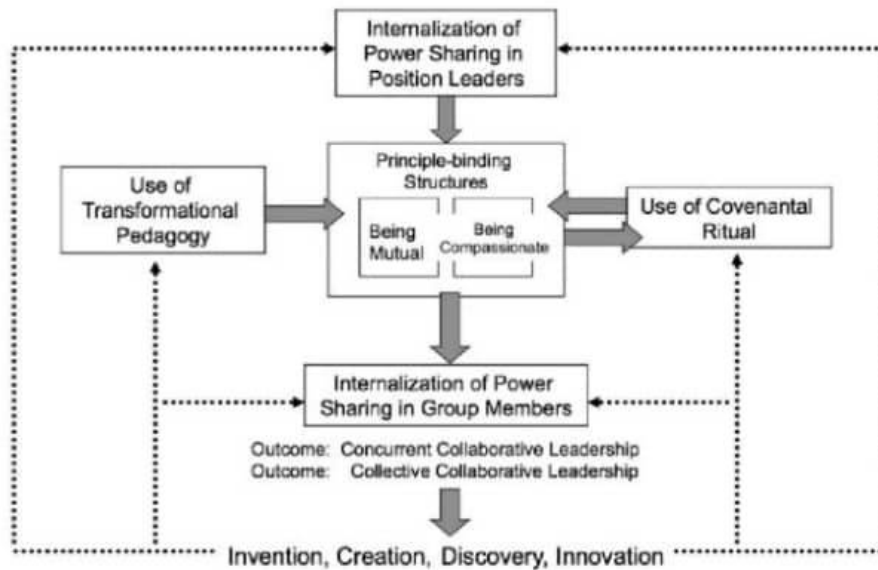 Internalization of
Power Sharing in
Position Leaders
Principle-binding
Structures
Use of
Transformational
Pedagogy
Being
Mutual
Being
Compassionate
Use of Covenantal
Ritual
Internalization of Power
Sharing in Group Members
Outcome: Concurrent Collaborative Leadership
Outcome: Collective Collaborative Leadership
Invention, Creation, Discovery, Innovation